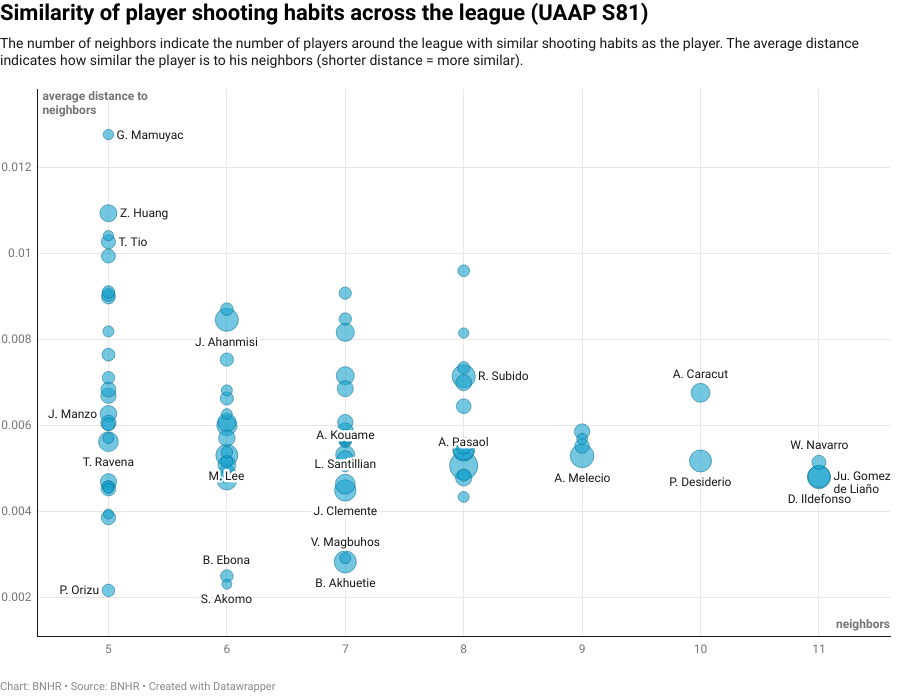 Similarity of player shooting habits across the league (UAAP S81)
The number of neighbors indicate the number of players around the league with similar shooting habits as the player. The average distance
indicates how similar the player is to his neighbors (shorter distance = more similar).
average distance to
neighbors
G. Mamuyac
0.012
Z. Huang
T. Tio
0.01
0.008
J. Ahanmisi
R. Subido
A. Caracut
J. Manzo
0.006
A. Kouame
A. Pasaol
W. Navarro
T. Ravena
L. Santillian
M. Lee
A. Melecio
P. Desiderio
Ju. Gomez
de Liaño
D. Ildefonso
0.004
J. Clemente
V. Magbuhos
B. Ebona
B. Akhuetie
P. Orizu
S. Akomo
0.002
neighbors
5 6 7 8 9 10 11
Chart: BNHR • Source: BNHR • Created with Datawrapper